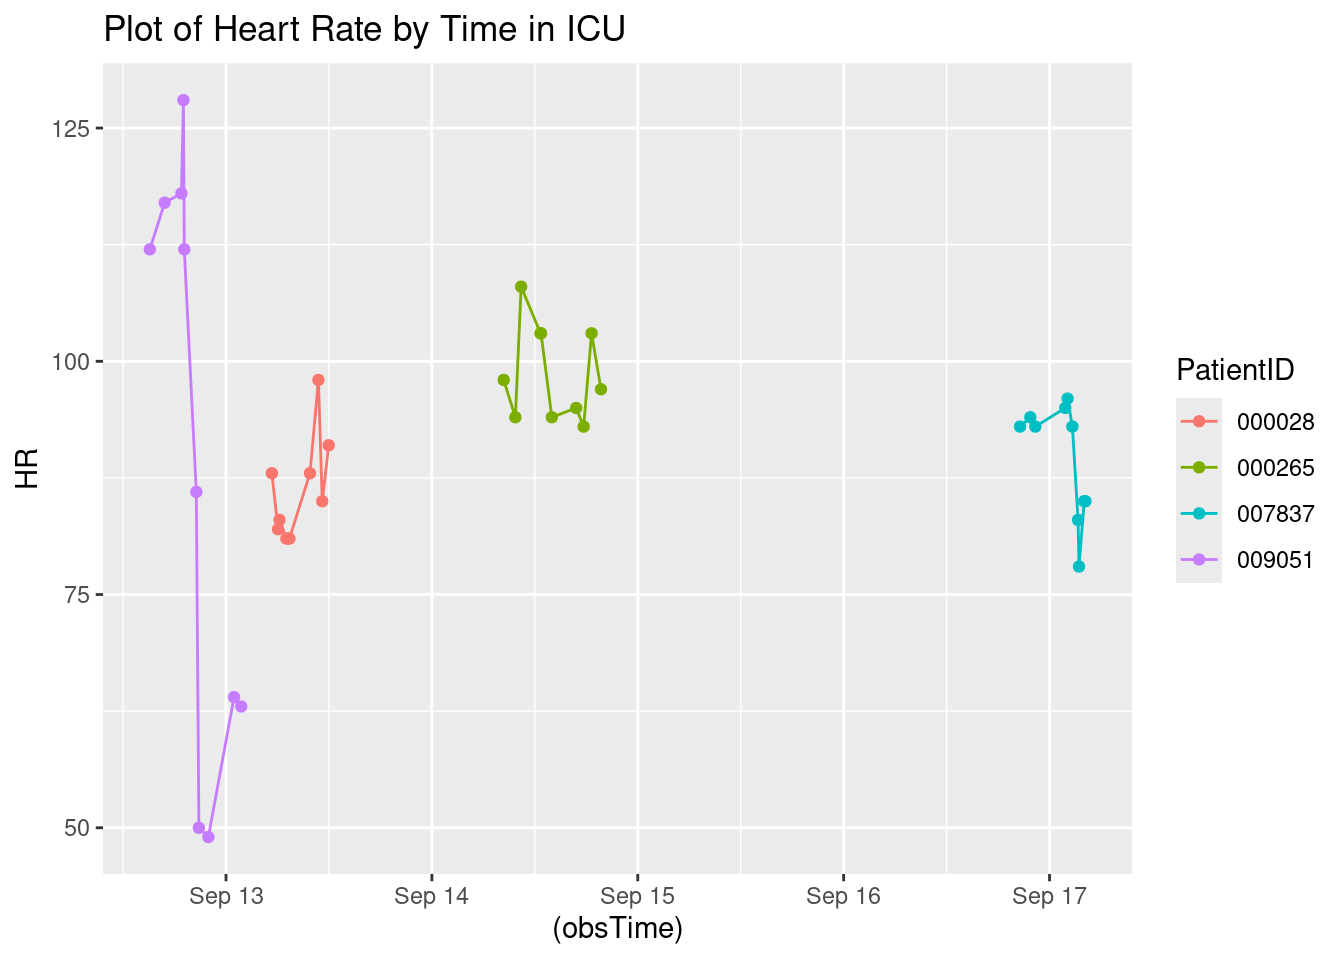 Plot of Heart Rate by Time in ICU
125
100
75
50
HR
Sep 13
Sep 14
Sep 15
Sep 16
Sep 17
(obsTime)
PatientID
000028
000265
007837
009051